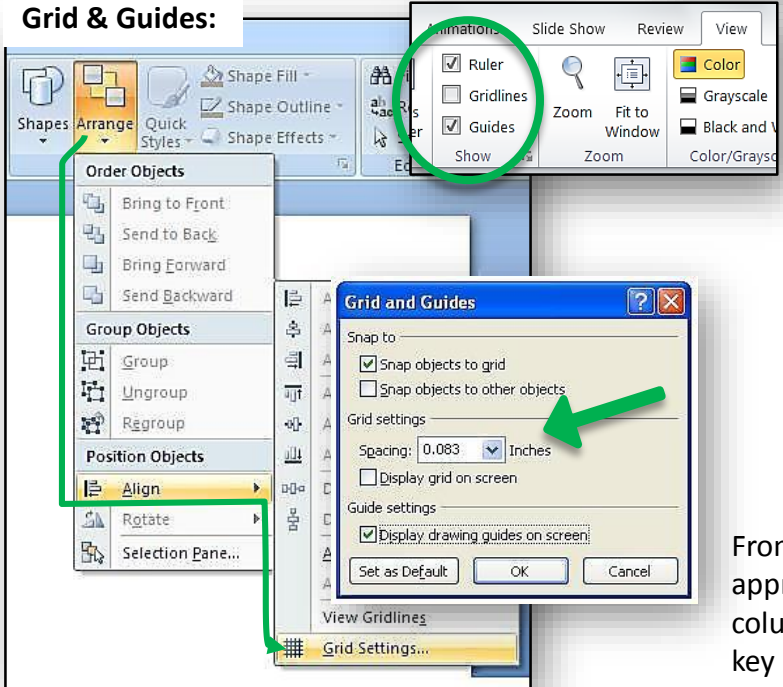 Grid & Guides:
Animations Slide Show Review View
Ruler
Gridlines
Guides
Show
Zoom
Fit to
Window
Zoom
Color
Grayscale
Black and
Color/Graysc
Shapes
Arrange
Quick
Styles
Shape Fill
Shape Outline
Shape Effects
Order Objects
Bring to Front
Send to Back
Bring Forward
Send Backward
Group Objects
Group
Ungroup
Regroup
Position Objects
Align
Rotate
Selection Pane...
View Gridlines
Grid Settings...
Grid and Guides
Snap to
Snap objects to grid
Snap objects to other objects
Grid settings
Spacing: 0.083 Inches
Display grid on screen
Guide settings
Display drawing guides on screen
Set as Default OK Cancel
colu
key